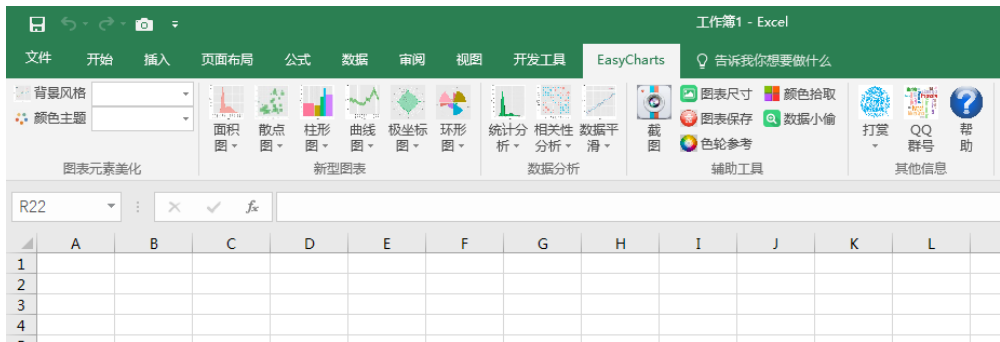 工作簿1 - Excel
文件 开始 插入 页面布局 公式 数据 审阅 视图 开发工具 EasyCharts 告诉我你想要做什么
背景风格
颜色主题
图表元素美化
面积图 散点图 柱形图 曲线图 极坐标图 环形图
新型图表
统计分析 相关性分析 数据平滑
数据分析
截图
图表尺寸 颜色拾取
图表保存 数据小偷
色轮参考
辅助工具
打赏 QQ群号 帮助
其他信息
R22 fx
A B C D E F G H I J K L
1
2
3
4